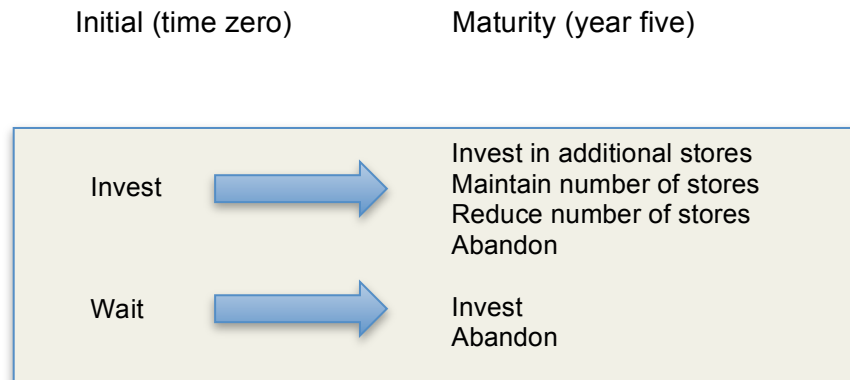 Initial (time zero) Maturity (year five)
Invest in additional stores
Invest Maintain number of stores
Reduce number of stores
Abandon
Wait Invest
Abandon